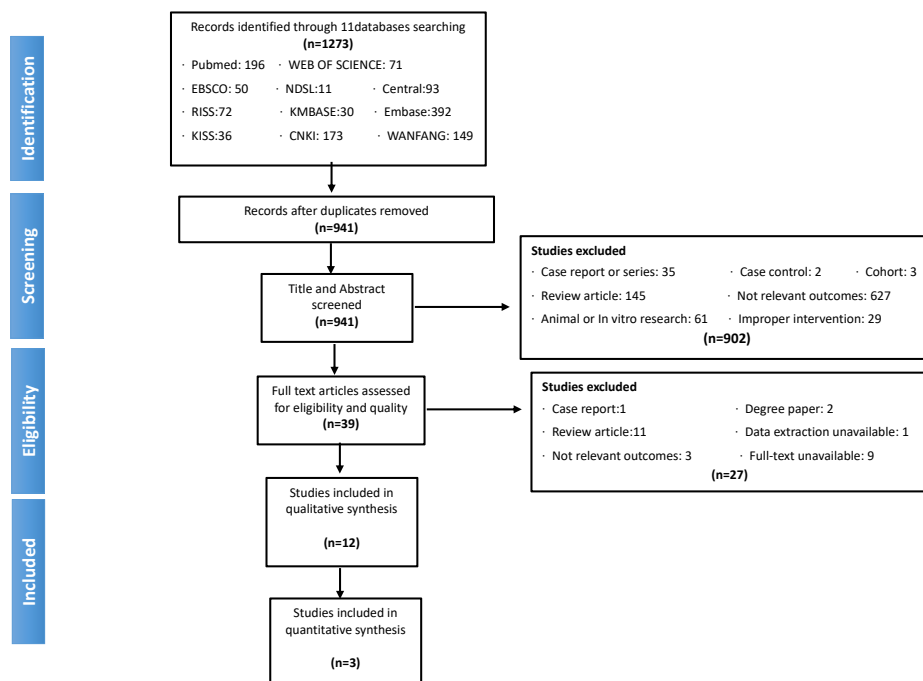 Records identified through 11databases searching
(n=1273)
· Pubmed: 196 · WEB OF SCIENCE: 71
· EBSCO: 50 · NDSL:11 · Central:93
· RISS:72 · KMBASE:30 · Embase:392
· KISS:36 · CNKI: 173 · WANFANG: 149
Identification
Records after duplicates removed
(n=941)
Screening
Title and Abstract
screened
(n=941)
Studies excluded
· Case report or series: 35 · Case control: 2 · Cohort: 3
· Review article: 145 · Not relevant outcomes: 627
· Animal or In vitro research: 61 · Improper intervention: 29
(n=902)
Eligibility
Full text articles assessed
for eligibility and quality
(n=39)
Studies excluded
· Case report:1 · Degree paper: 2
· Review article:11 · Data extraction unavailable: 1
· Not relevant outcomes: 3 · Full-text unavailable: 9
(n=27)
Studies included in
qualitative synthesis
(n=12)
Included
Studies included in
quantitative synthesis
(n=3)